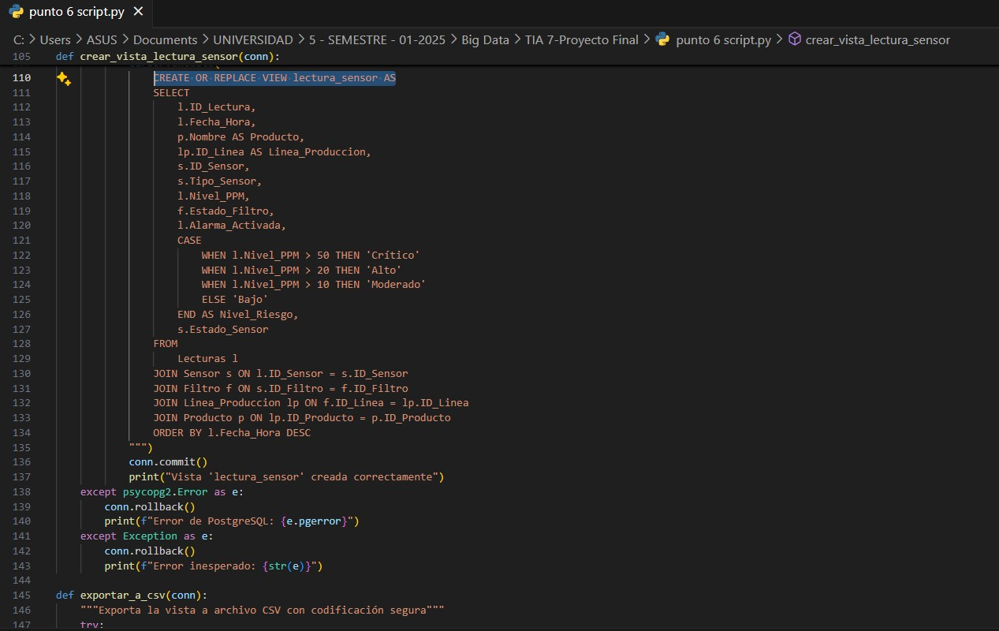 punto 6 script.py
C: > Users > ASUS > Documents > UNIVERSIDAD > 5 - SEMESTRE - 01-2025 > Big Data > TIA 7-Proyecto Final > punto 6 script.py > crear_vista_lectura_sensor
105 def crear_vista_lectura_sensor(conn):
110 CREATE OR REPLACE VIEW lectura_sensor AS
111 SELECT
112 l.ID_Lectura,
113 l.Fecha_Hora,
114 p.Nombre AS Producto,
115 lp.ID_Linea AS Linea_Produccion,
116 s.ID_Sensor,
117 s.Tipo_Sensor,
118 l.Nivel_PPM,
119 f.Estado_Filtro,
120 l.Alarma_Activada,
121 CASE
122 WHEN l.Nivel_PPM > 50 THEN 'Crítico'
123 WHEN l.Nivel_PPM > 20 THEN 'Alto'
124 WHEN l.Nivel_PPM > 10 THEN 'Moderado'
125 ELSE 'Bajo'
126 END AS Nivel_Riesgo,
127 s.Estado_Sensor
128 FROM
129 Lecturas l
130 JOIN Sensor s ON l.ID_Sensor = s.ID_Sensor
131 JOIN Filtro f ON s.ID_Filtro = f.ID_Filtro
132 JOIN Linea_Produccion lp ON f.ID_Linea = lp.ID_Linea
133 JOIN Producto p ON lp.ID_Producto = p.ID_Producto
134 ORDER BY l.Fecha_Hora DESC
135 """)
136 conn.commit()
137 print("Vista 'lectura_sensor' creada correctamente")
138 except psycopg2.Error as e:
139 conn.rollback()
140 print(f"Error de PostgreSQL: {e.pgerror}")
141 except Exception as e:
142 conn.rollback()
143 print(f"Error inesperado: {str(e)}")
144
145 def exportar_a_csv(conn):
146 """Exporta la vista a archivo CSV con codificación segura"""
147 try: